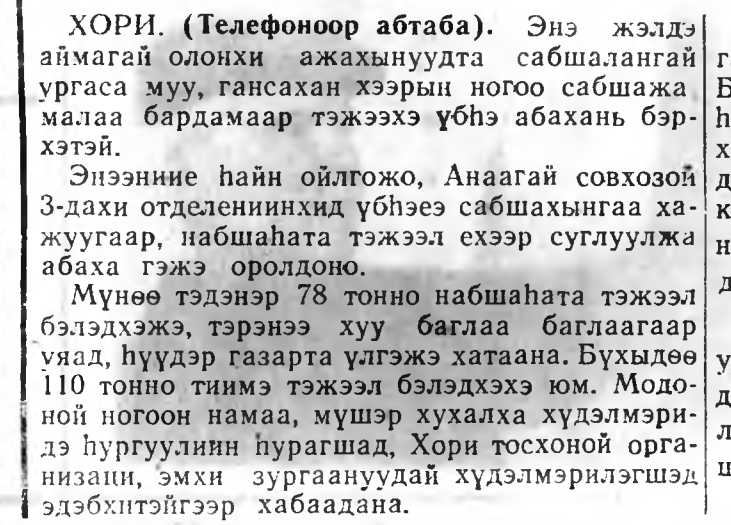 ХОРИ. (Телефоноор абтаба). Энэ жэлдэ
аймагай олонхи ажахынуудта сабшалангай
ургаса муу, гансахан хээрын ногоо сабшажа
малаа бардамаар тэжээхэ үбһэ абахань бэр-
хэтэй.
Энээниие һайн ойлгожо, Анаагай совхозой
3-дахи отделениинхид үбһэеэ сабшахынгаа ха-
жуугаар, набшаһата тэжээл ехээр суглуулжа
абаха гэжэ оролдоно.
Мүнөө тэдэнэр 78 тонно набшаһата тэжээл
бэлэдхэжэ, тэрэнээ хуу баглаа баглаагаар
уяад, һүүдэр газарта үлгэжэ хатаана. Бүхыдөө
110 тонно тиимэ тэжээл бэлэдхэхэ юм. Модо-
ной ногоон намаа, мүшэр хухалха хүдэлмэри-
дэ һургуулиин һурагшад, Хори тосхоной орга-
низаци, эмхи зургаануудай хүдэлмэрилэгшэд
эдэбхитэйгээр хабаадана.